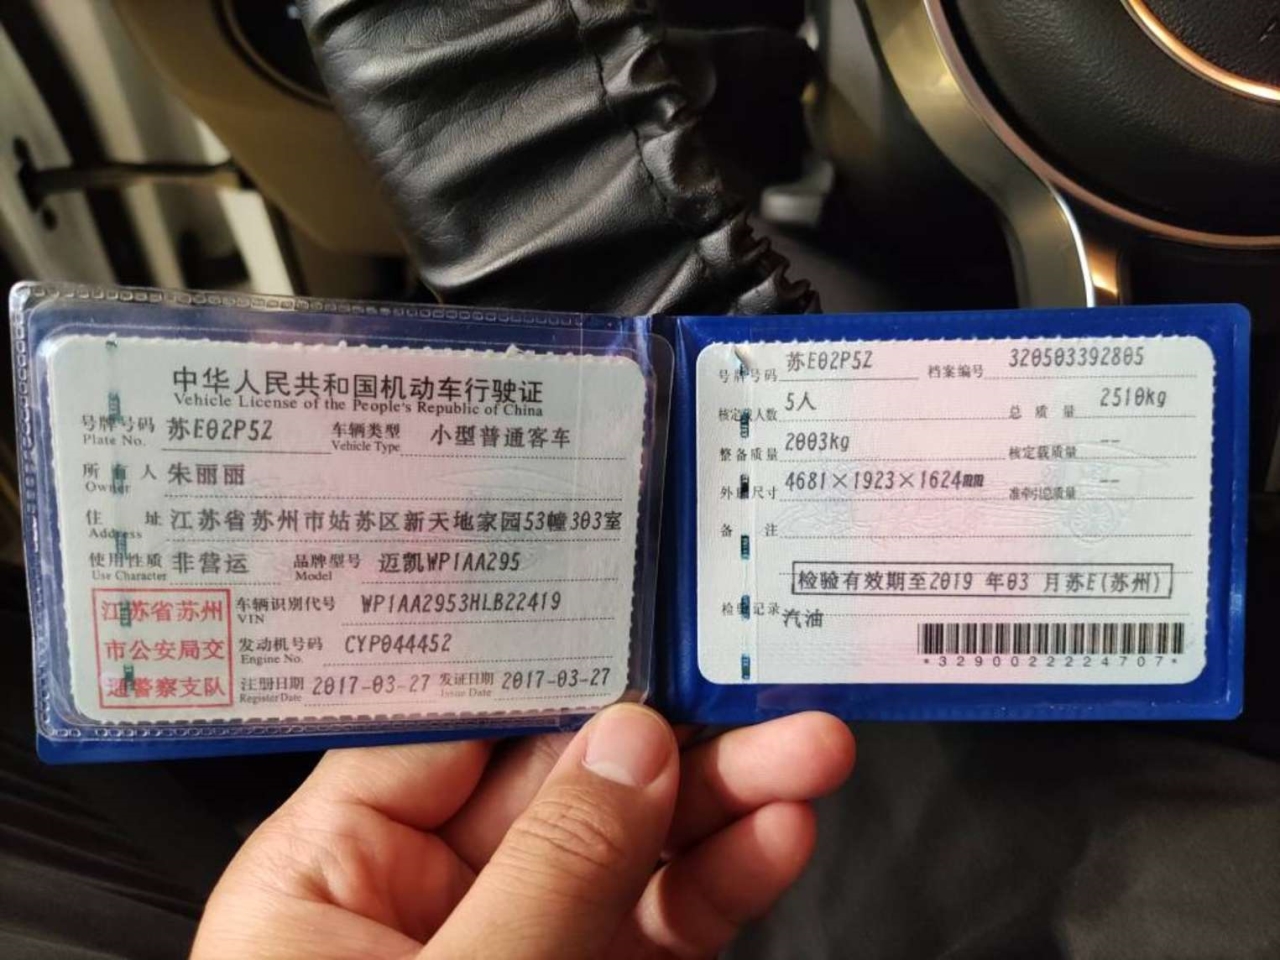 中华人民共和国机动车行驶证
Vehicle License of the People's Republic of China
号牌号码 苏E02P5Z 车辆类型 小型普通客车
Plate No. Vehicle Type
所有人 朱丽丽
Owner
住址 江苏省苏州市姑苏区新天地家园53幢303室
Address
使用性质 非营运 品牌型号 迈凯WP1AA295
Use Character Model
江苏省苏州
市公安局交
通警察支队
车辆识别代号 WP1AA2953HLB22419
VIN
发动机号码 CYP044452
Engine No.
注册日期 2017-03-27 发证日期 2017-03-27
Register Date Issue Date
号牌号码 苏E02P5Z 档案编号 320503392805
核定载人数 5人 总质量 2510kg
整备质量 2003kg 核定载质量 --
外廓尺寸 4681×1923×1624mm 准牵引总质量 --
备注
检验有效期至2019 年03 月苏E(苏州)
检验记录 汽油
*3290022224707*